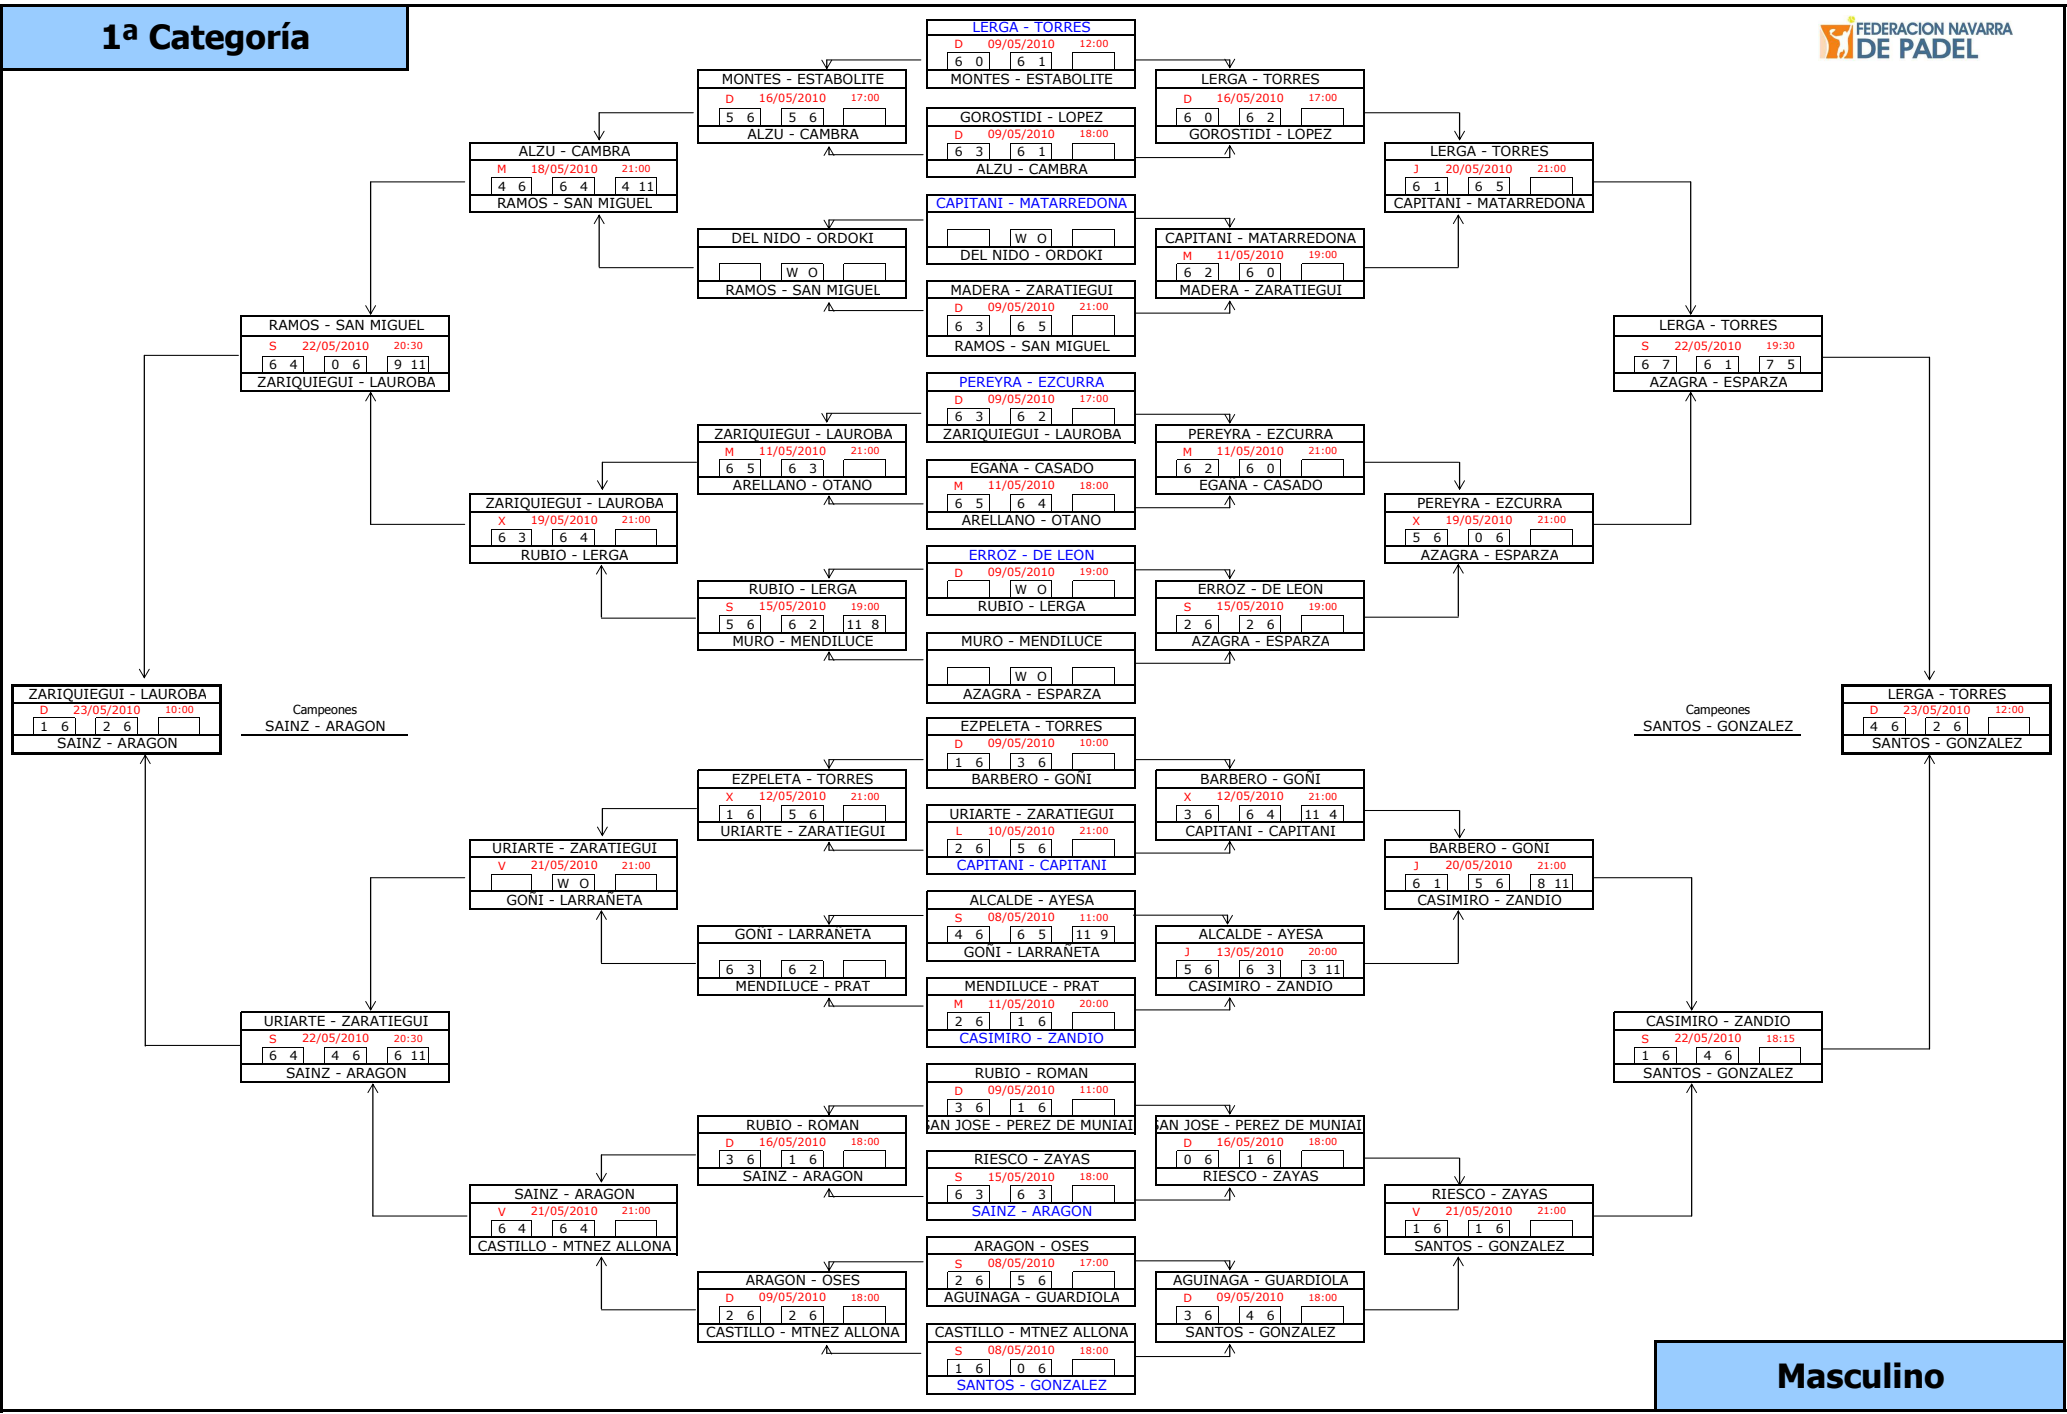 1ª Categoría
FEDERACION NAVARRA
DE PADEL
ZARIQUIEGUI - LAUROBA
D 23/05/2010 10:00
1 6 2 6
SAINZ - ARAGON
Campeones
SAINZ - ARAGON
RAMOS - SAN MIGUEL
S 22/05/2010 20:30
6 4 0 6 9 11
ZARIQUIEGUI - LAUROBA
URIARTE - ZARATIEGUI
S 22/05/2010 20:30
6 4 4 6 6 11
SAINZ - ARAGON
ALZU - CAMBRA
M 18/05/2010 21:00
4 6 6 4 4 11
RAMOS - SAN MIGUEL
ZARIQUIEGUI - LAUROBA
X 19/05/2010 21:00
6 3 6 4
RUBIO - LERGA
URIARTE - ZARATIEGUI
V 21/05/2010 21:00
W O
GOÑI - LARRAÑETA
SAINZ - ARAGON
V 21/05/2010 21:00
6 4 6 4
CASTILLO - MTNEZ ALLONA
MONTES - ESTABOLITE
D 16/05/2010 17:00
5 6 5 6
ALZU - CAMBRA
DEL NIDO - ORDOKI
W O
RAMOS - SAN MIGUEL
ZARIQUIEGUI - LAUROBA
M 11/05/2010 21:00
6 5 6 3
ARELLANO - OTANO
RUBIO - LERGA
S 15/05/2010 19:00
5 6 6 2 11 8
MURO - MENDILUCE
EZPELETA - TORRES
X 12/05/2010 21:00
1 6 5 6
URIARTE - ZARATIEGUI
GOÑI - LARRAÑETA
6 3 6 2
MENDILUCE - PRAT
RUBIO - ROMAN
D 16/05/2010 18:00
3 6 1 6
SAINZ - ARAGON
ARAGON - OSES
D 09/05/2010 18:00
2 6 2 6
CASTILLO - MTNEZ ALLONA
LERGA - TORRES
D 09/05/2010 12:00
6 0 6 1
MONTES - ESTABOLITE
GOROSTIDI - LOPEZ
D 09/05/2010 18:00
6 3 6 1
ALZU - CAMBRA
CAPITANI - MATARREDONA
W O
DEL NIDO - ORDOKI
MADERA - ZARATIEGUI
D 09/05/2010 21:00
6 3 6 5
RAMOS - SAN MIGUEL
PEREYRA - EZCURRA
D 09/05/2010 17:00
6 3 6 2
ZARIQUIEGUI - LAUROBA
EGAÑA - CASADO
M 11/05/2010 18:00
6 5 6 4
ARELLANO - OTANO
ERROZ - DE LEON
D 09/05/2010 19:00
W O
RUBIO - LERGA
MURO - MENDILUCE
W O
AZAGRA - ESPARZA
EZPELETA - TORRES
D 09/05/2010 10:00
1 6 3 6
BARBERO - GOÑI
URIARTE - ZARATIEGUI
L 10/05/2010 21:00
2 6 5 6
CAPITANI - CAPITANI
ALCALDE - AYESA
S 08/05/2010 11:00
4 6 6 5 11 9
GOÑI - LARRAÑETA
MENDILUCE - PRAT
M 11/05/2010 20:00
2 6 1 6
CASIMIRO - ZANDIO
RUBIO - ROMAN
D 09/05/2010 11:00
3 6 1 6
SAN JOSE - PEREZ DE MUNIAI
RIESCO - ZAYAS
S 15/05/2010 18:00
6 3 6 3
SAINZ - ARAGON
ARAGON - OSES
S 08/05/2010 17:00
2 6 5 6
AGUINAGA - GUARDIOLA
CASTILLO - MTNEZ ALLONA
S 08/05/2010 18:00
1 6 0 6
SANTOS - GONZALEZ
LERGA - TORRES
D 16/05/2010 17:00
6 0 6 2
GOROSTIDI - LOPEZ
CAPITANI - MATARREDONA
M 11/05/2010 19:00
6 2 6 0
MADERA - ZARATIEGUI
PEREYRA - EZCURRA
M 11/05/2010 21:00
6 2 6 0
EGAÑA - CASADO
ERROZ - DE LEON
S 15/05/2010 19:00
2 6 2 6
AZAGRA - ESPARZA
BARBERO - GOÑI
X 12/05/2010 21:00
3 6 6 4 11 4
CAPITANI - CAPITANI
ALCALDE - AYESA
J 13/05/2010 20:00
5 6 6 3 3 11
CASIMIRO - ZANDIO
SAN JOSE - PEREZ DE MUNIAI
D 16/05/2010 18:00
0 6 1 6
RIESCO - ZAYAS
AGUINAGA - GUARDIOLA
D 09/05/2010 18:00
3 6 4 6
SANTOS - GONZALEZ
LERGA - TORRES
J 20/05/2010 21:00
6 1 6 5
CAPITANI - MATARREDONA
PEREYRA - EZCURRA
X 19/05/2010 21:00
5 6 0 6
AZAGRA - ESPARZA
BARBERO - GOÑI
J 20/05/2010 21:00
6 1 5 6 8 11
CASIMIRO - ZANDIO
RIESCO - ZAYAS
V 21/05/2010 21:00
1 6 1 6
SANTOS - GONZALEZ
LERGA - TORRES
S 22/05/2010 19:30
6 7 6 1 7 5
AZAGRA - ESPARZA
CASIMIRO - ZANDIO
S 22/05/2010 18:15
1 6 4 6
SANTOS - GONZALEZ
Campeones
SANTOS - GONZALEZ
LERGA - TORRES
D 23/05/2010 12:00
4 6 2 6
SANTOS - GONZALEZ
Masculino